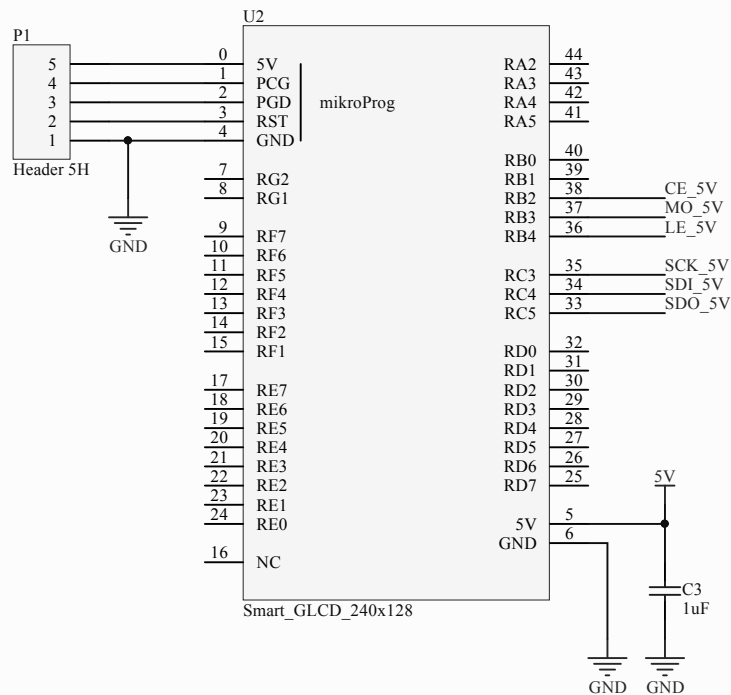 U2
P1
5
4
3
2
1
Header 5H
GND
0 5V
1 PCG
2 PGD
3 RST
4 GND
mikroProg
7 RG2
8 RG1
9 RF7
10 RF6
11 RF5
12 RF4
13 RF3
14 RF2
15 RF1
17 RE7
18 RE6
19 RE5
20 RE4
21 RE3
22 RE2
23 RE1
24 RE0
16 NC
RA2 44
RA3 43
RA4 42
RA5 41
RB0 40
RB1 39
RB2 38 CE_5V
RB3 37 MO_5V
RB4 36 LE_5V
RC3 35 SCK_5V
RC4 34 SDI_5V
RC5 33 SDO_5V
RD0 32
RD1 31
RD2 30
RD3 29
RD4 28
RD5 27
RD6 26
RD7 25
5V 5
GND 6
5V
C3
1uF
GND
GND
Smart_GLCD_240x128